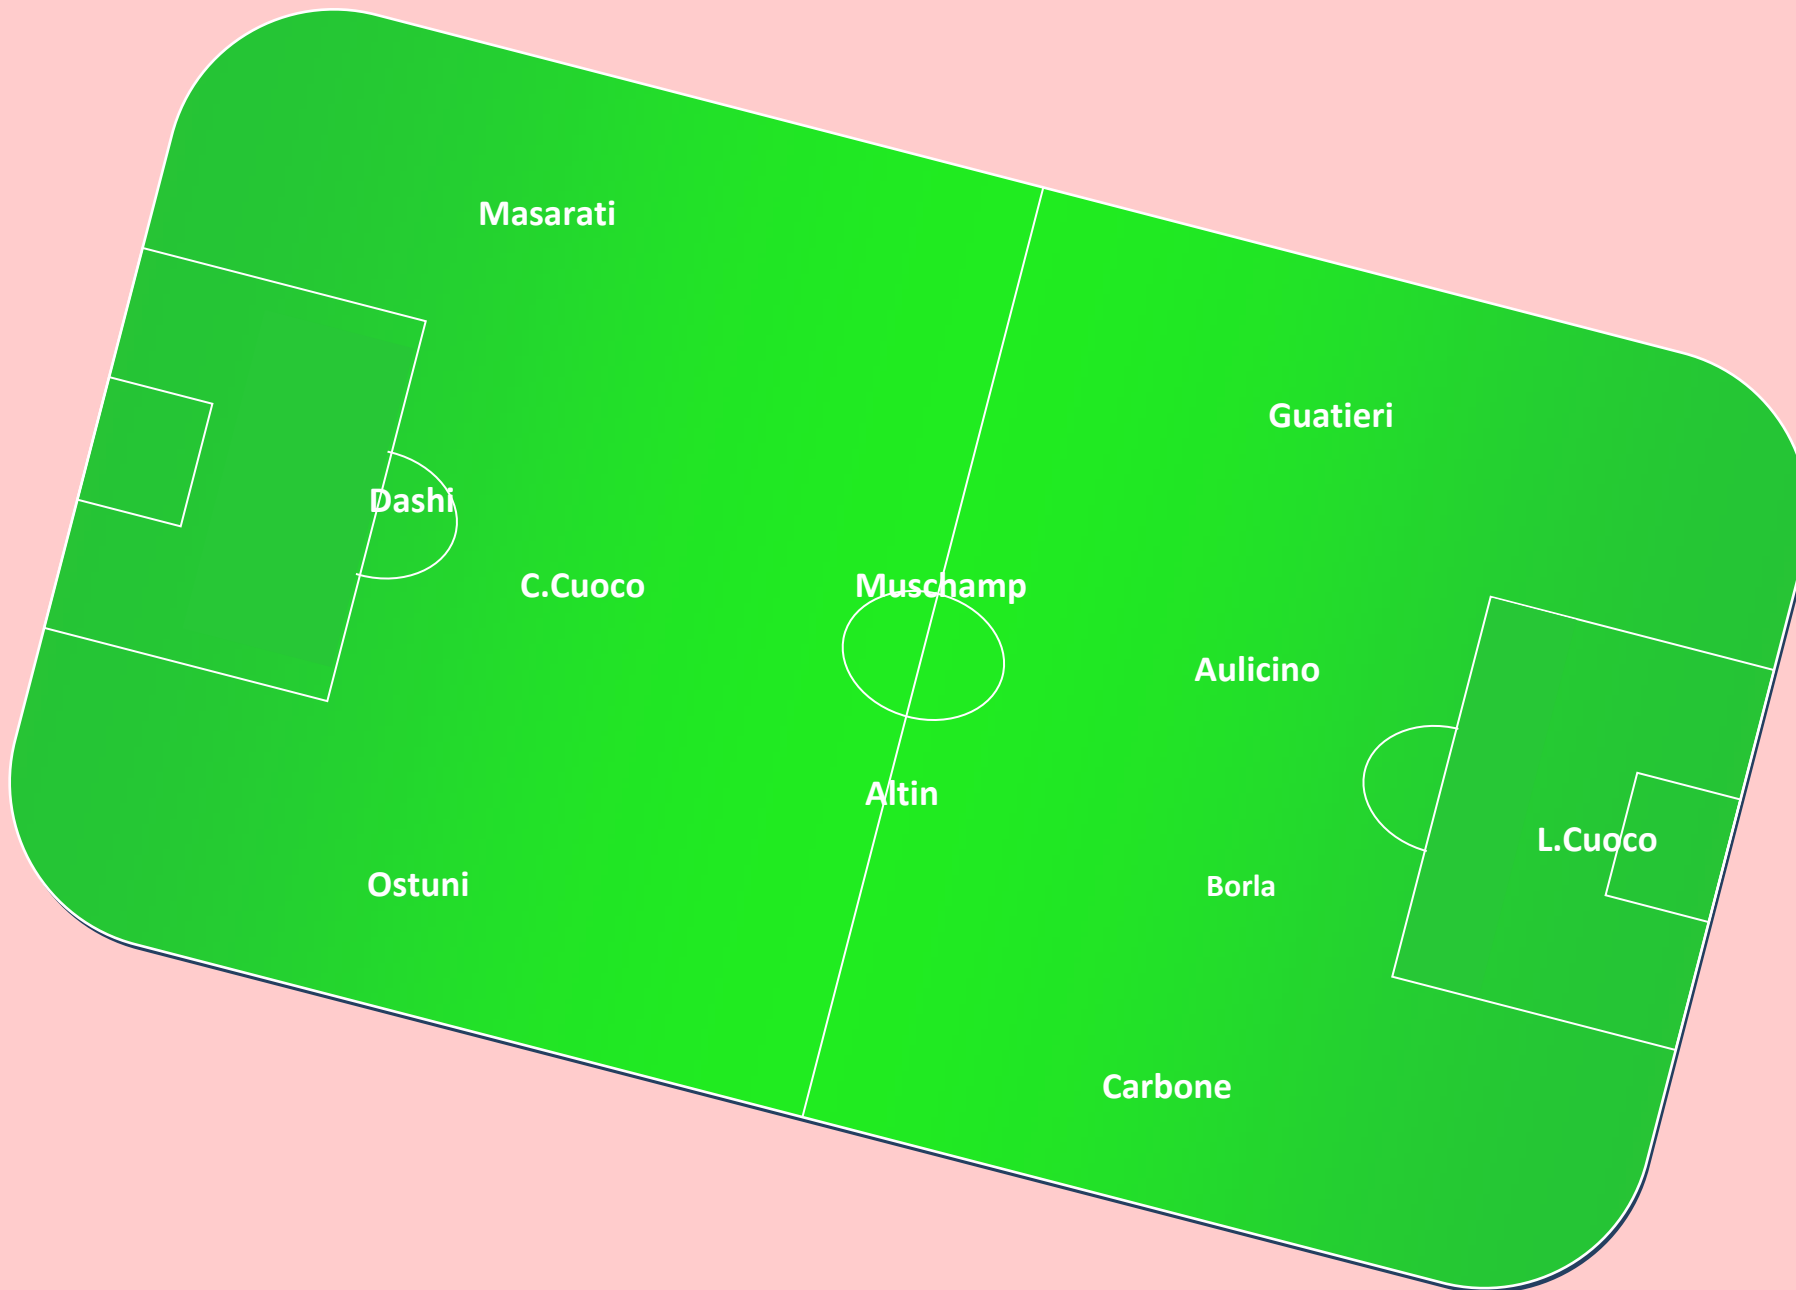 Masarati
Guatieri
Dashi
C.Cuoco
Muschamp
Aulicino
Altin
L.Cuoco
Ostuni
Borla
Carbone